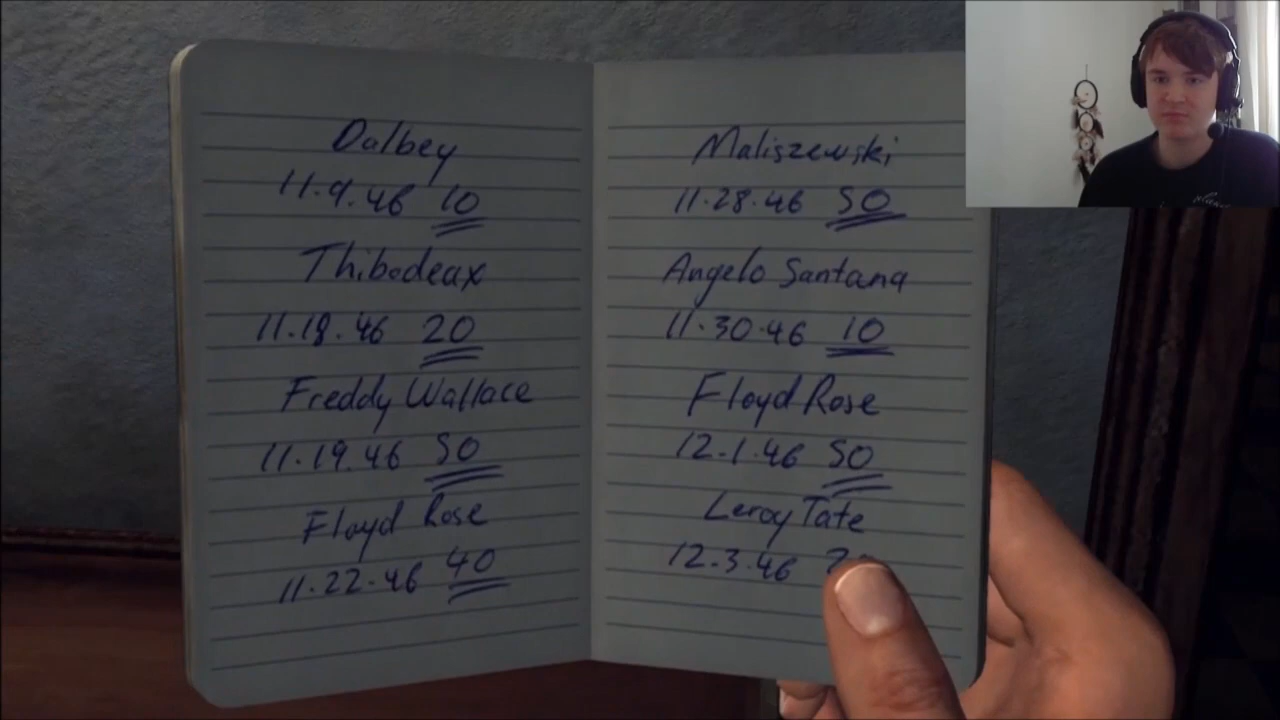 Dalbey
11.9.46 10
Thibodeax
11.18.46 20
Freddy Wallace
11.19.46 50
Floyd Rose
11.22.46 40
Maliszewski
11.28.46 50
Angelo Santana
11.30.46 10
Floyd Rose
12.1.46 50
Leroy Tate
12.3.46